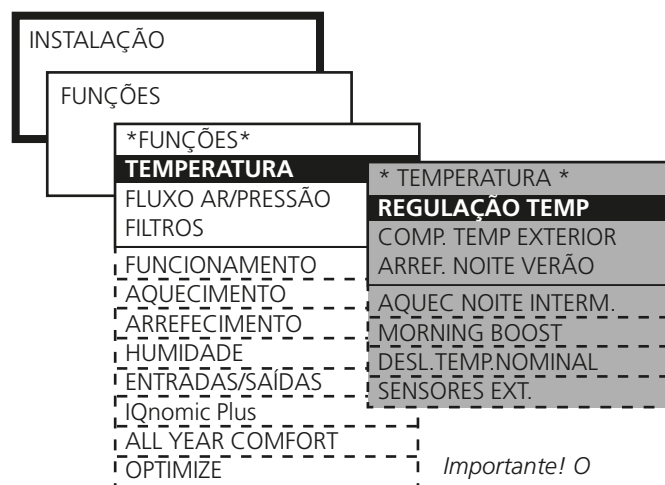 INSTALAÇÃO
FUNÇÕES
*FUNÇÕES*
TEMPERATURA
FLUXO AR/PRESSÃO
FILTROS
FUNCIONAMENTO
AQUECIMENTO
ARREFECIMENTO
HUMIDADE
ENTRADAS/SAÍDAS
IQnomic Plus
ALL YEAR COMFORT
OPTIMIZE
* TEMPERATURA *
REGULAÇÃO TEMP
COMP. TEMP EXTERIOR
ARREF. NOITE VERÃO
AQUEC NOITE INTERM.
MORNING BOOST
DESL.TEMP.NOMINAL
SENSORES EXT.
Importante! O